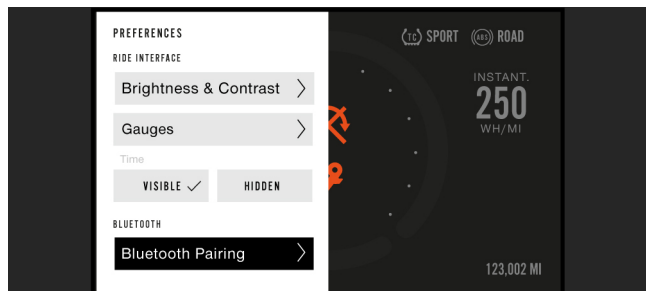 PREFERENCES
RIDE INTERFACE
Brightness & Contrast
Gauges
Time
VISIBLE
HIDDEN
BLUETOOTH
Bluetooth Pairing
TC SPORT
ABS ROAD
INSTANT.
250
WH/MI
123,002 MI